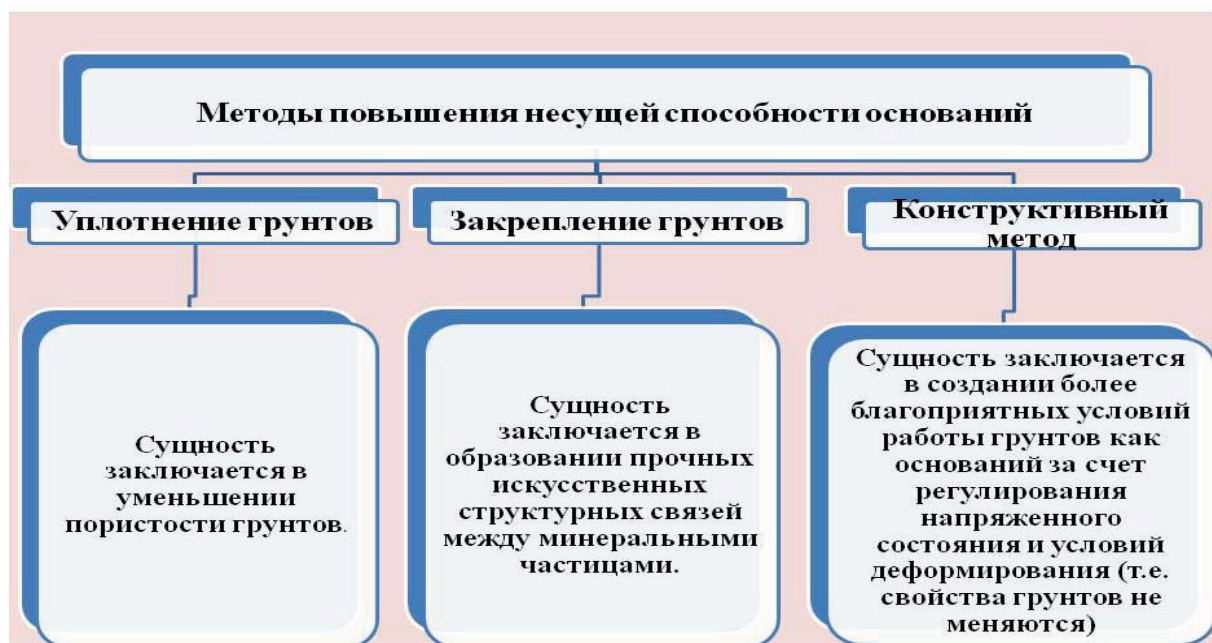 Методы повышения несущей способности оснований
Уплотнение грунтов
Закрепление грунтов
Конструктивный
метод
Сущность
заключается в
уменьшении
пористости грунтов.
Сущность
заключается в
образовании прочных
искусственных
структурных связей
между минеральными
частицами.
Сущность заключается
в создании более
благоприятных условий
работы грунтов как
оснований за счет
регулирования
напряженного
состояния и условий
деформирования (т.е.
свойства грунтов не
меняются)